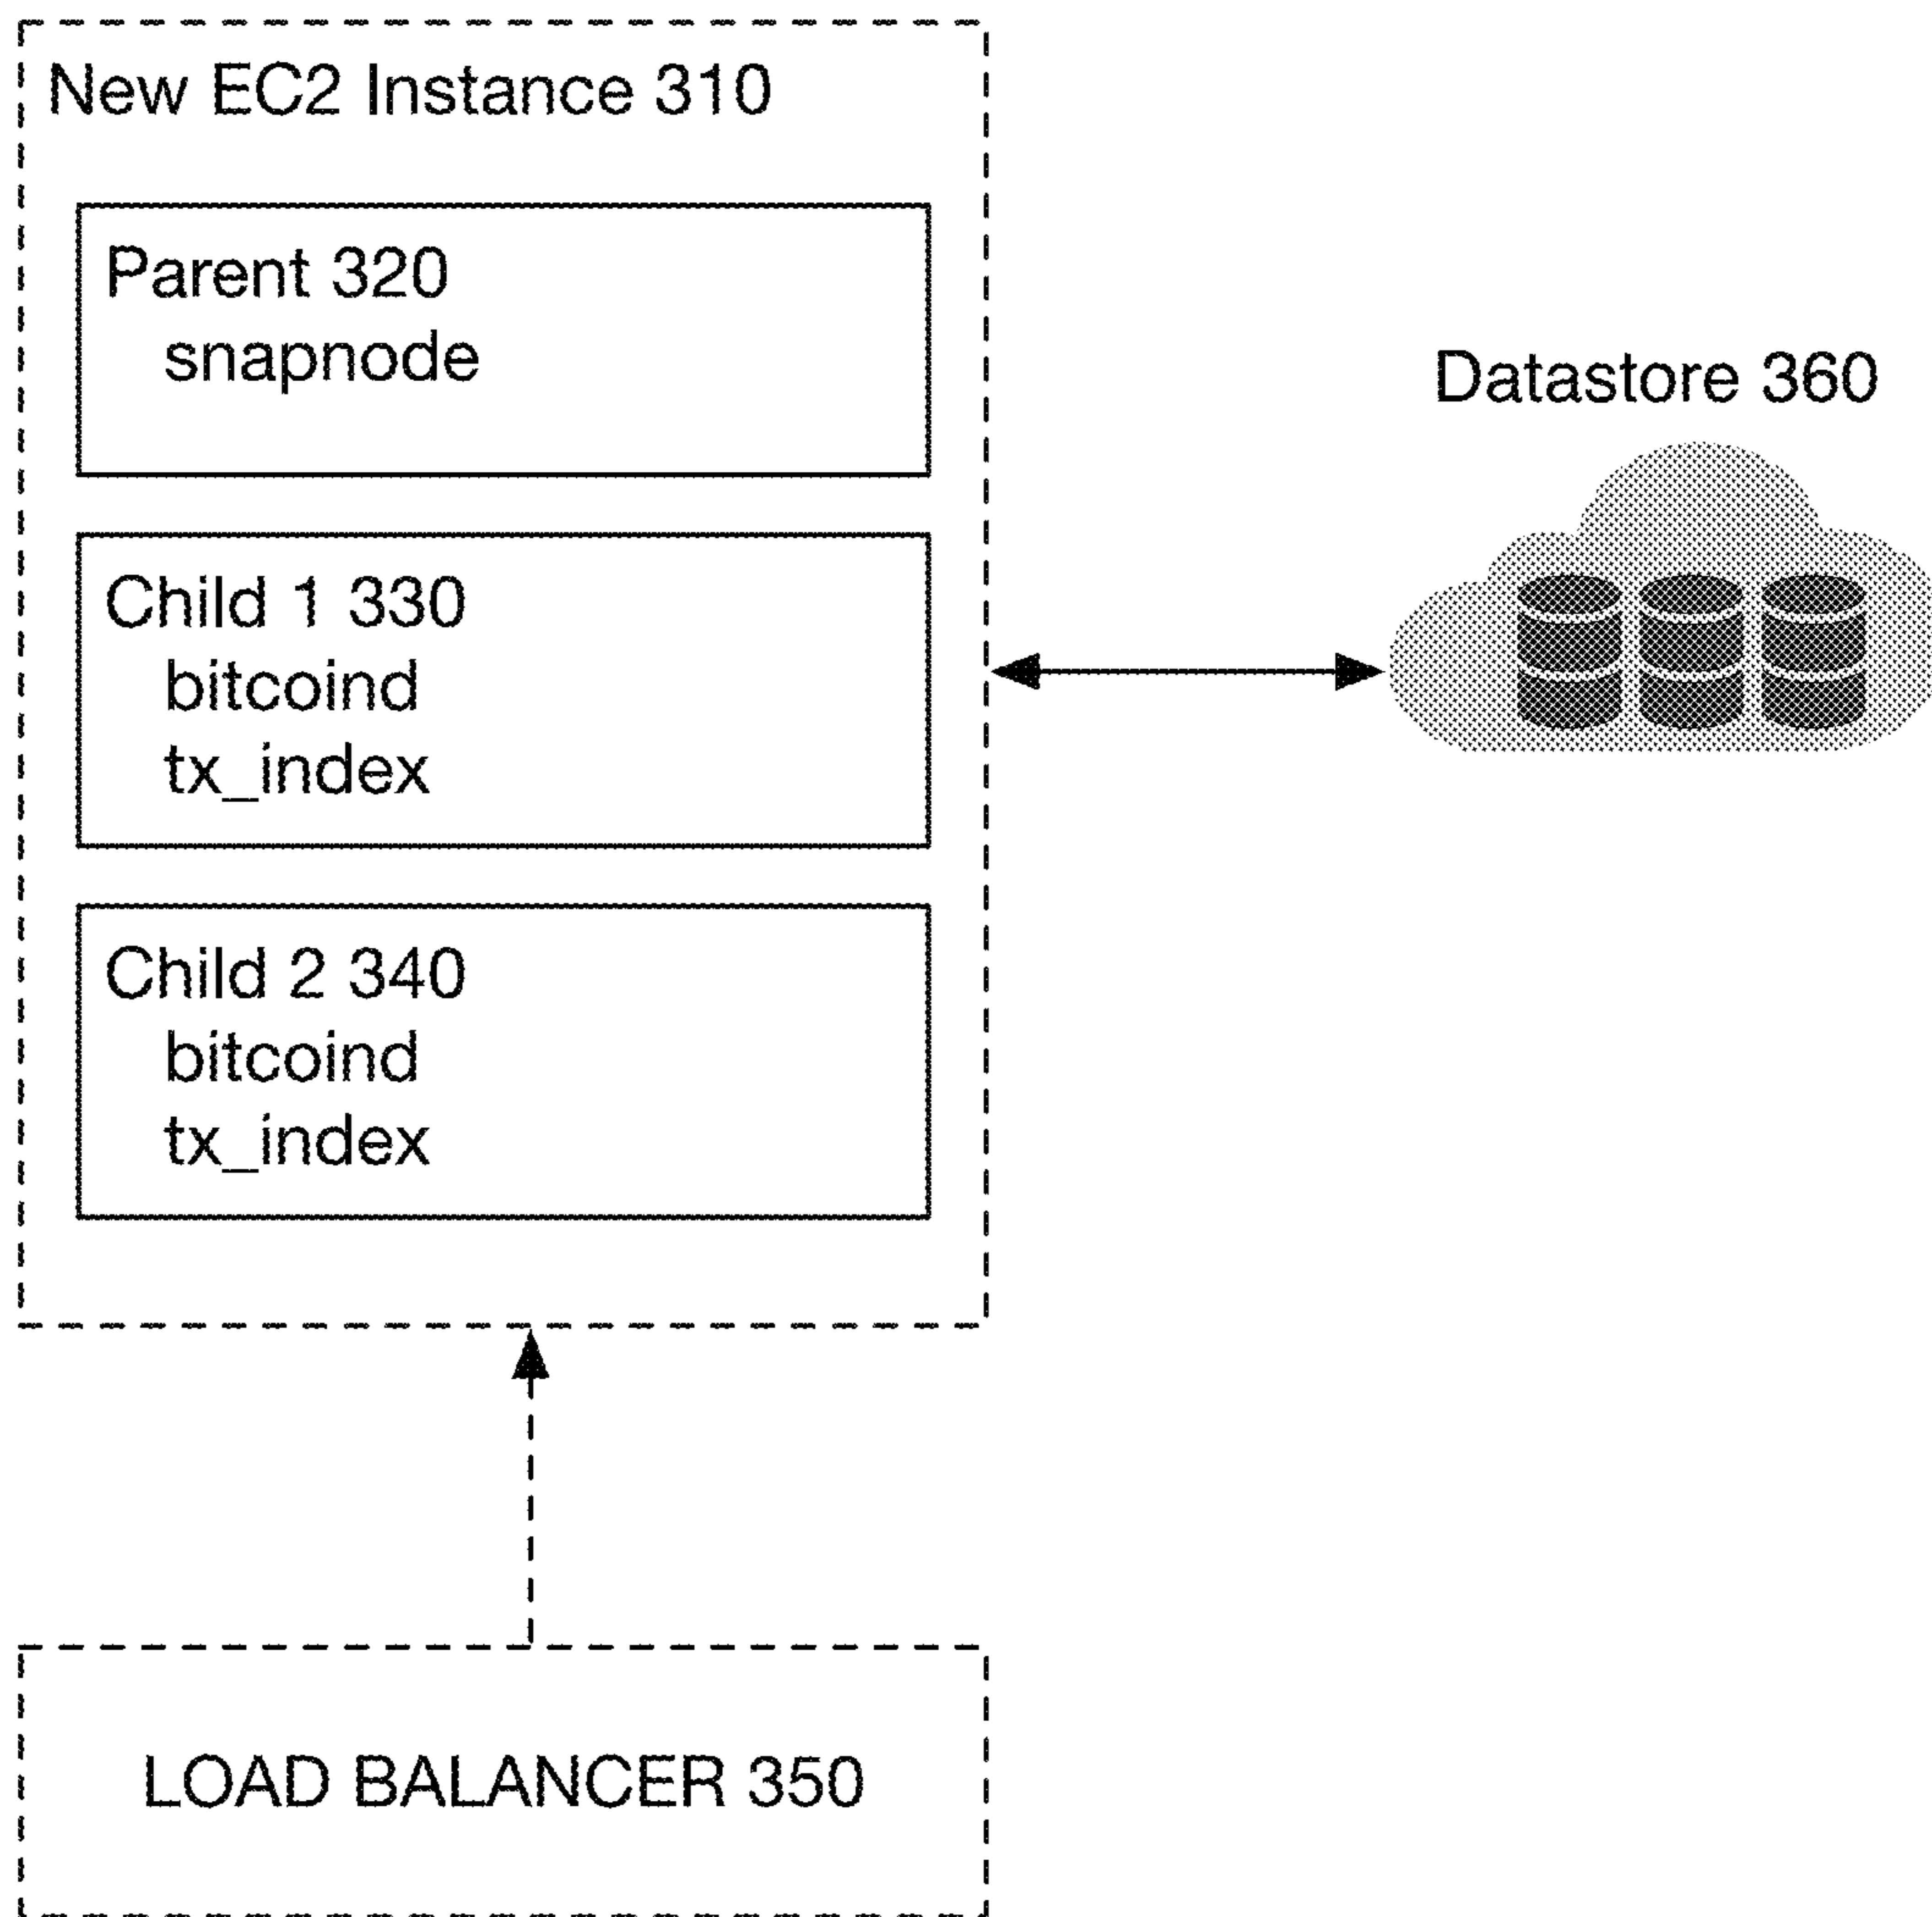 New EC2 Instance 310
Parent 320
snapnode
Child 1 330
bitcoind
tx_index
Child 2 340
bitcoind
tx_index
Datastore 360
LOAD BALANCER 350